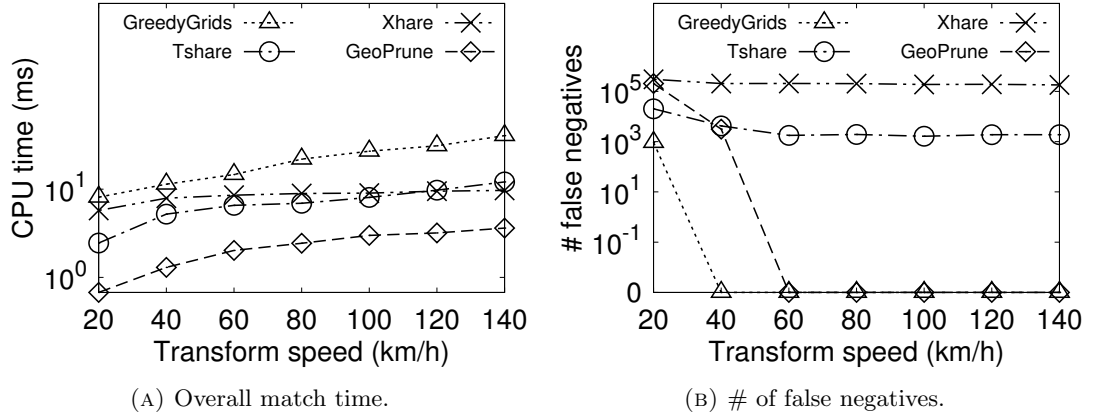 GreedyGrids
Tshare
Xhare
GeoPrune
CPU time (ms)
10^1
10^0
20 40 60 80 100 120 140
Transform speed (km/h)
(A) Overall match time.
GreedyGrids
Tshare
Xhare
GeoPrune
# false negatives
10^5
10^3
10^1
10^-1
0
20 40 60 80 100 120 140
Transform speed (km/h)
(B) # of false negatives.